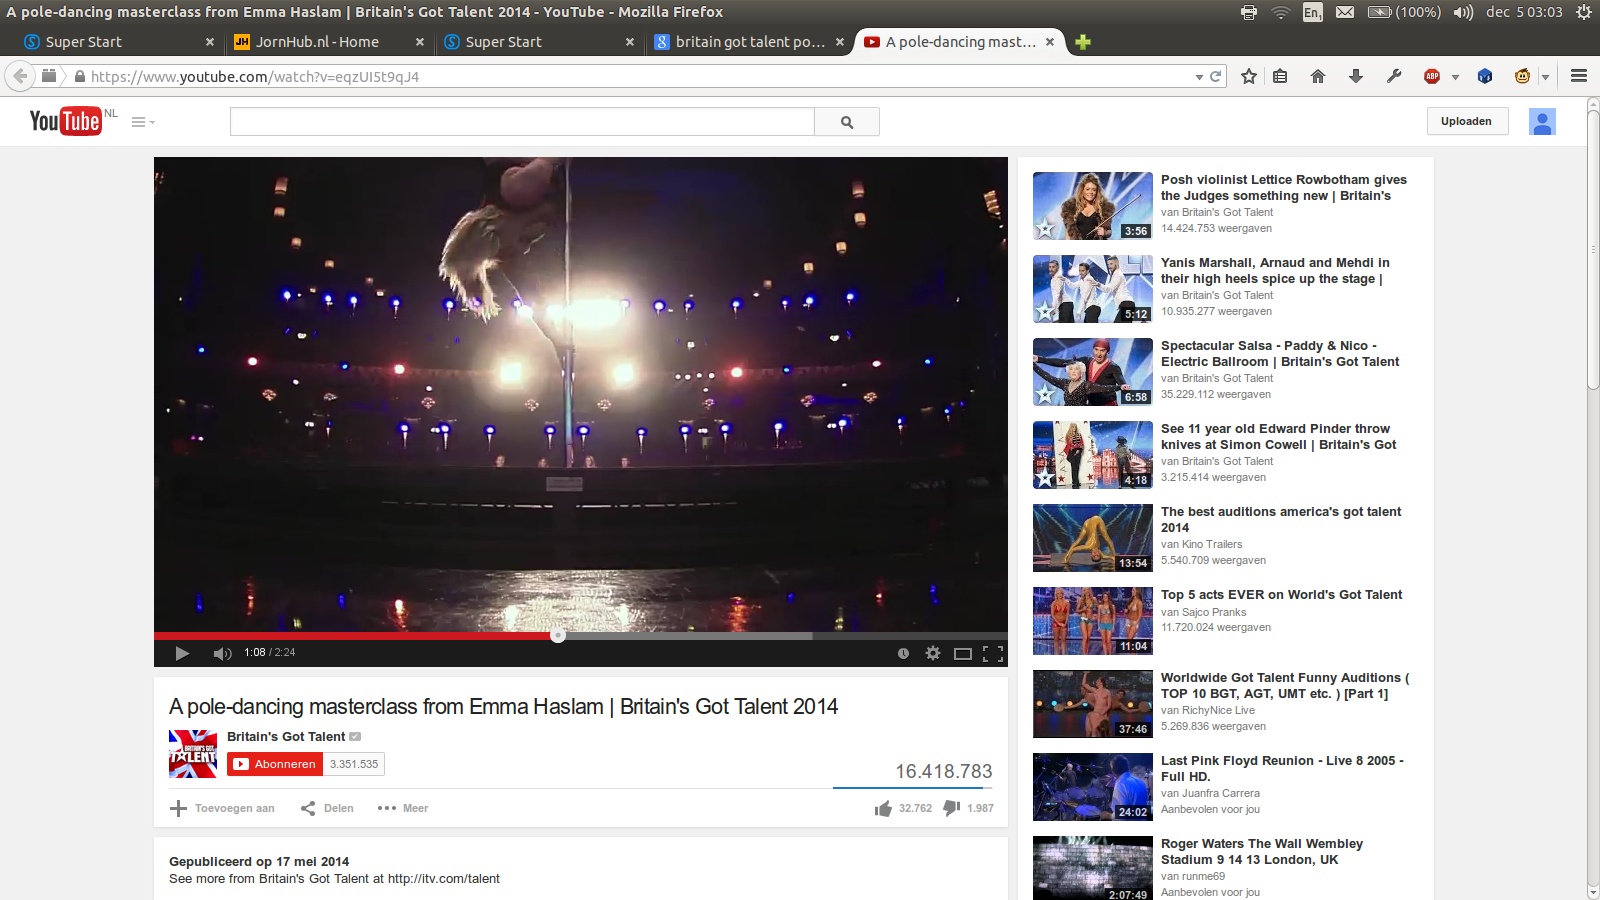 A pole-dancing masterclass from Emma Haslam | Britain's Got Talent 2014 - YouTube - Mozilla Firefox
En1
(100%)
dec 5 03:03
Super Start
JH JornHub.nl - Home
Super Start
8 britain got talent po...
A pole-dancing mast...
https://www.youtube.com/watch?v=eqzUI5t9qJ4
ABP
YouTube NL
Uploaden
1:08 / 2:24
A pole-dancing masterclass from Emma Haslam | Britain's Got Talent 2014
BRITAIN'S GOT TALENT
Britain's Got Talent
Abonneren 3.351.535
16.418.783
Toevoegen aan
Delen
Meer
32.762
1.987
Gepubliceerd op 17 mei 2014
See more from Britain's Got Talent at http://itv.com/talent
3:56
Posh violinist Lettice Rowbotham gives
the Judges something new | Britain's
van Britain's Got Talent
14.424.753 weergaven
5:12
Yanis Marshall, Arnaud and Mehdi in
their high heels spice up the stage |
van Britain's Got Talent
10.935.277 weergaven
6:58
Spectacular Salsa - Paddy & Nico -
Electric Ballroom | Britain's Got Talent
van Britain's Got Talent
35.229.112 weergaven
4:18
See 11 year old Edward Pinder throw
knives at Simon Cowell | Britain's Got
van Britain's Got Talent
3.215.414 weergaven
13:54
The best auditions america's got talent
2014
van Kino Trailers
5.540.709 weergaven
11:04
Top 5 acts EVER on World's Got Talent
van Sajco Pranks
11.720.024 weergaven
37:46
Worldwide Got Talent Funny Auditions (
TOP 10 BGT, AGT, UMT etc. ) [Part 1]
van RichyNice Live
5.269.836 weergaven
24:02
Last Pink Floyd Reunion - Live 8 2005 -
Full HD.
van Juanfra Carrera
Aanbevolen voor jou
2:07:49
Roger Waters The Wall Wembley
Stadium 9 14 13 London, UK
van runme69
Aanbevolen voor jou